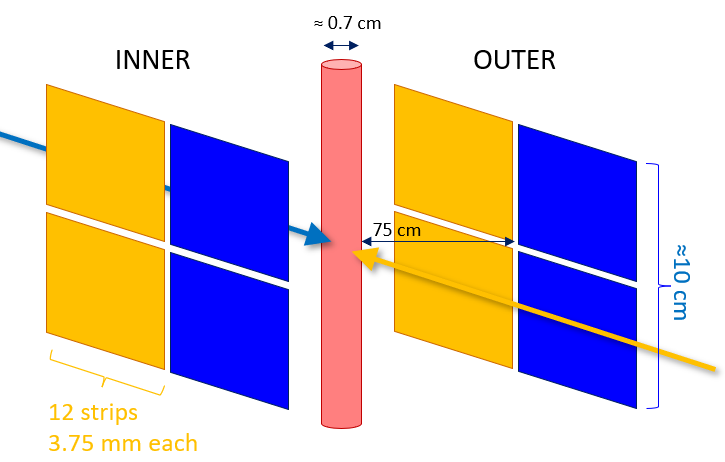 ≈ 0.7 cm
INNER
OUTER
75 cm
≈10 cm
12 strips
3.75 mm each